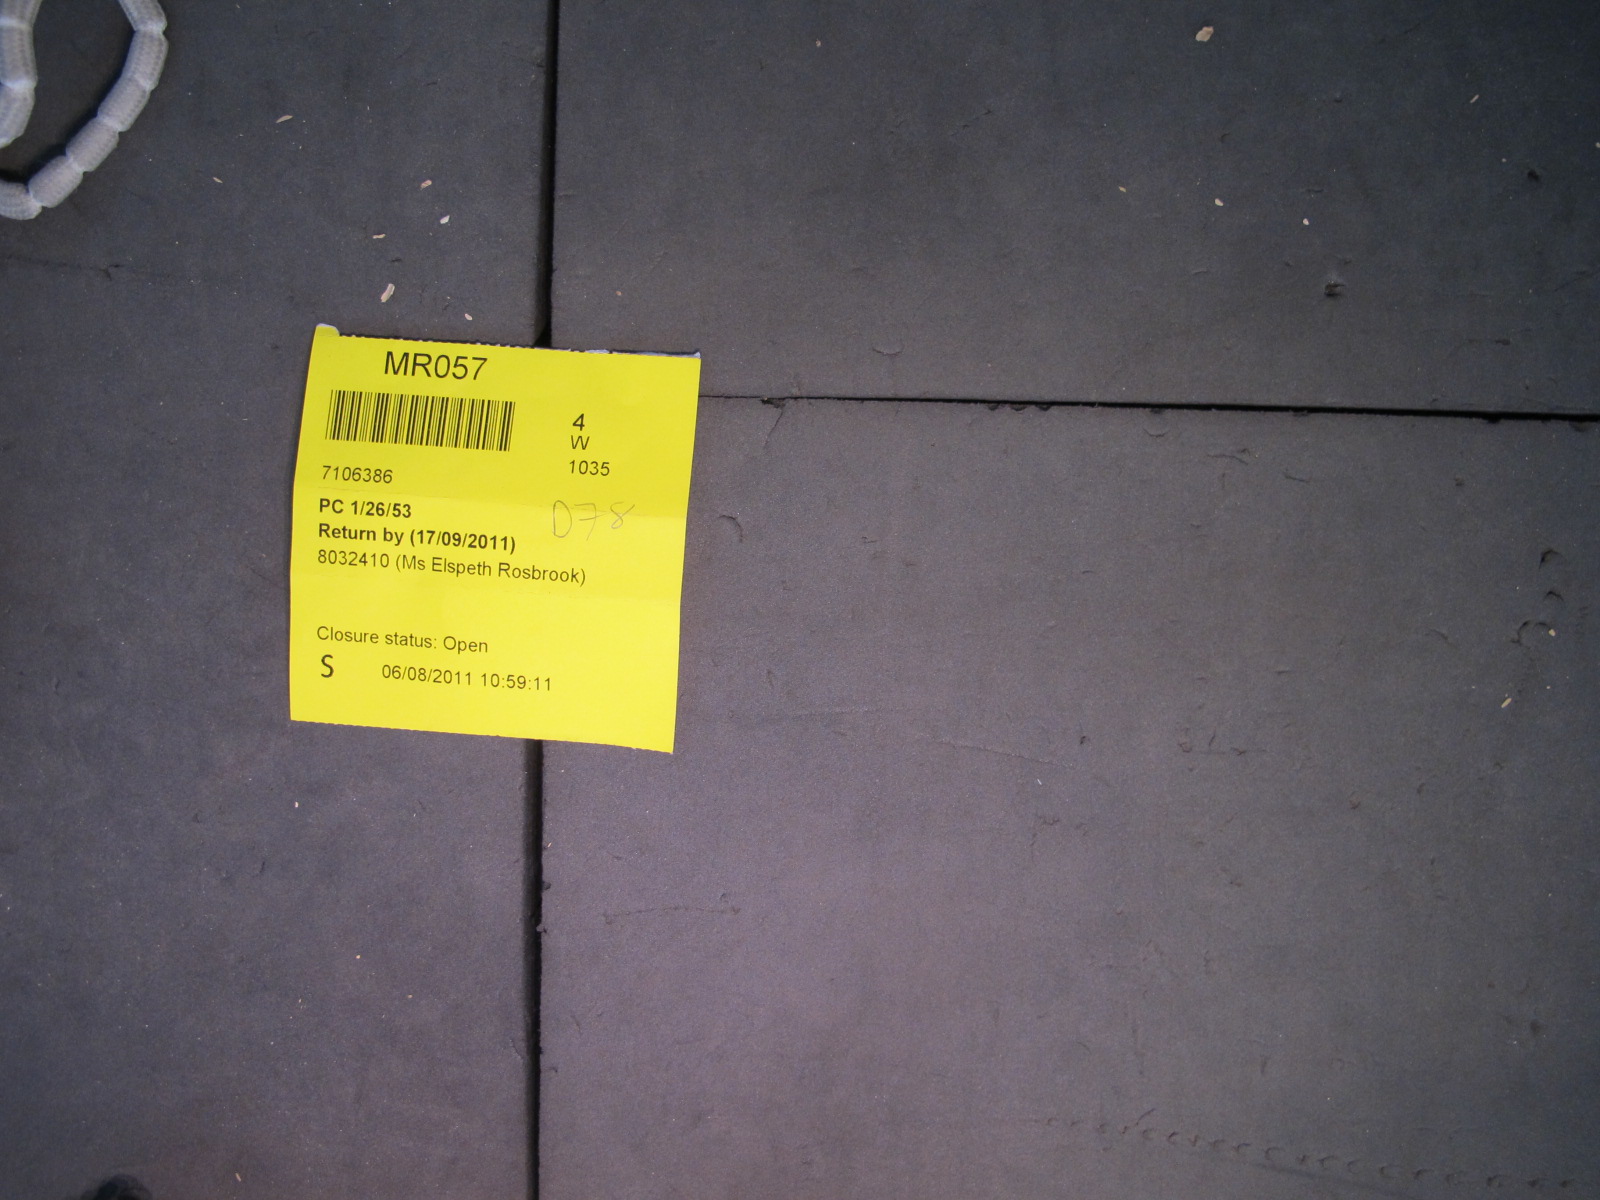 MR057
4
W
1035
7106386
PC 1/26/53
D78
Return by (17/09/2011)
8032410 (Ms Elspeth Rosbrook)
Closure status: Open
S 06/08/2011 10:59:11